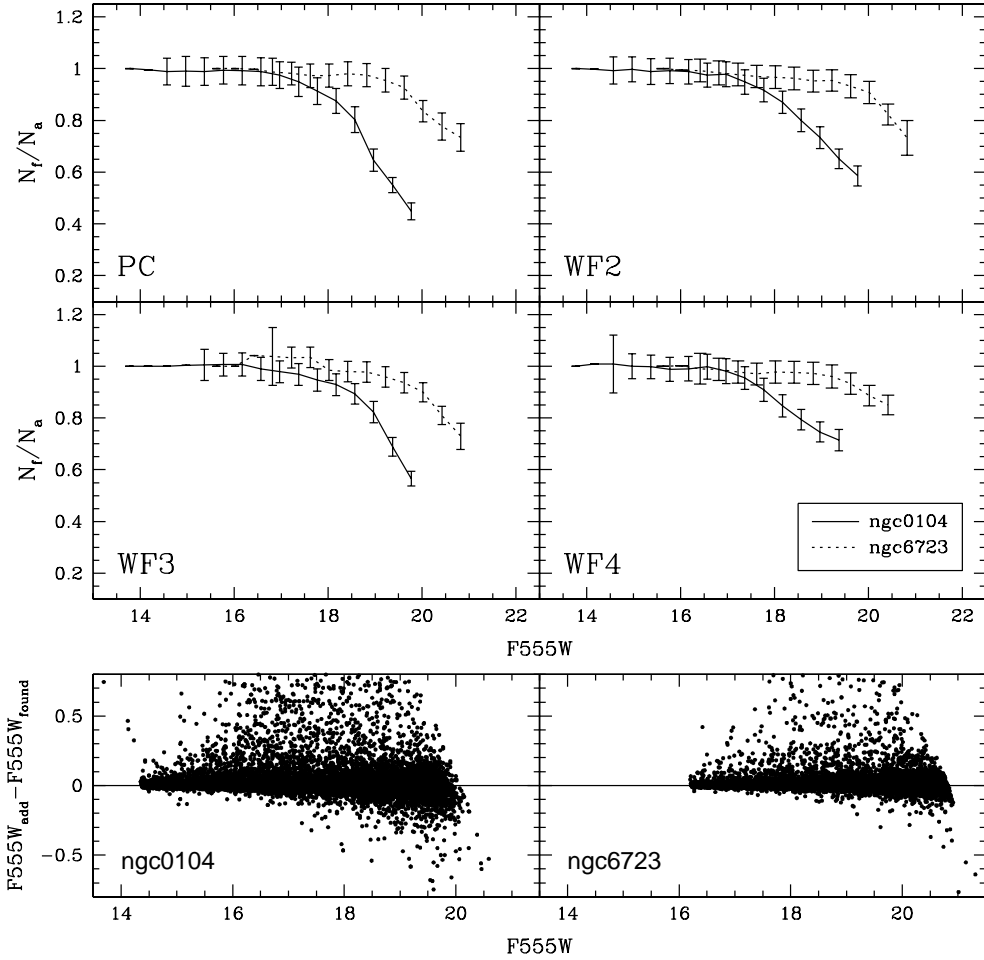 1.2
1
0.8
0.6
0.4
0.2
N_f/N_a
PC
WF2
1.2
1
0.8
0.6
0.4
0.2
N_f/N_a
WF3
WF4
ngc0104
ngc6723
14 16 18 20 22 14 16 18 20 22
F555W
0.5
0
−0.5
F555W_add−F555W_found
ngc0104
ngc6723
14 16 18 20 14 16 18 20
F555W